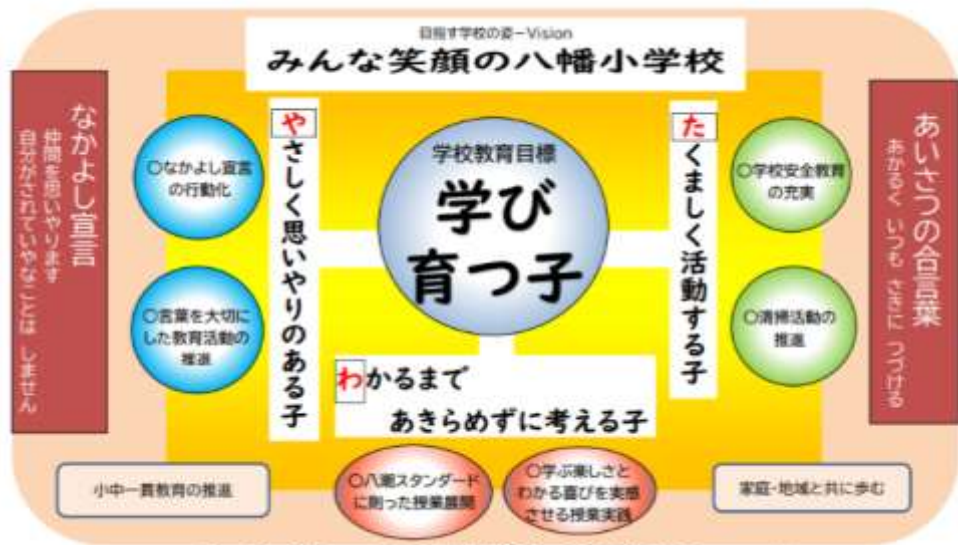 目指す学校の姿－Vision
みんな笑顔の八幡小学校
なかよし宣言
仲間を思いやります
自分がされていやなことは しません
○なかよし宣言
の行動化
○言葉を大切に
した教育活動の
推進
やさしく思いやりのある子
学校教育目標
学び
育つ子
たくましく活動する子
○学校安全教育
の充実
○清掃活動の
推進
あいさつの合言葉
あかるく いつも さきに つづける
わかるまで
あきらめずに考える子
小中一貫教育の推進
○八潮スタンダード
に則った授業展開
○学ぶ楽しさと
わかる喜びを実感
させる授業実践
家庭・地域と共に歩む